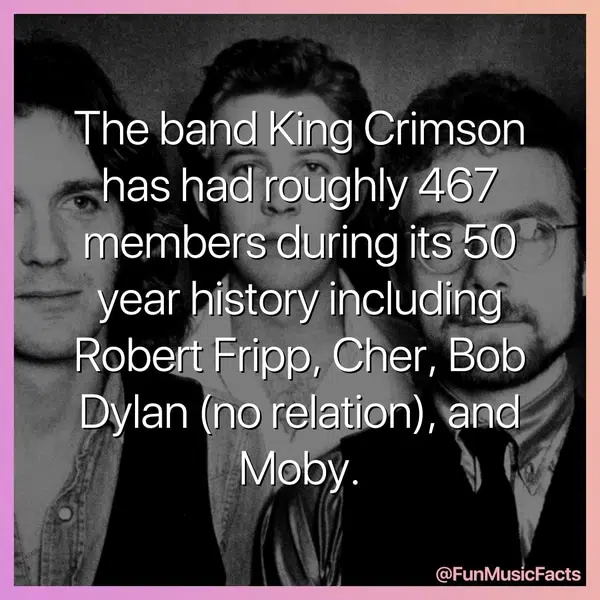 The band King Crimson
has had roughly 467
members during its 50
year history including
Robert Fripp, Cher, Bob
Dylan (no relation), and
Moby.
@FunMusicFacts